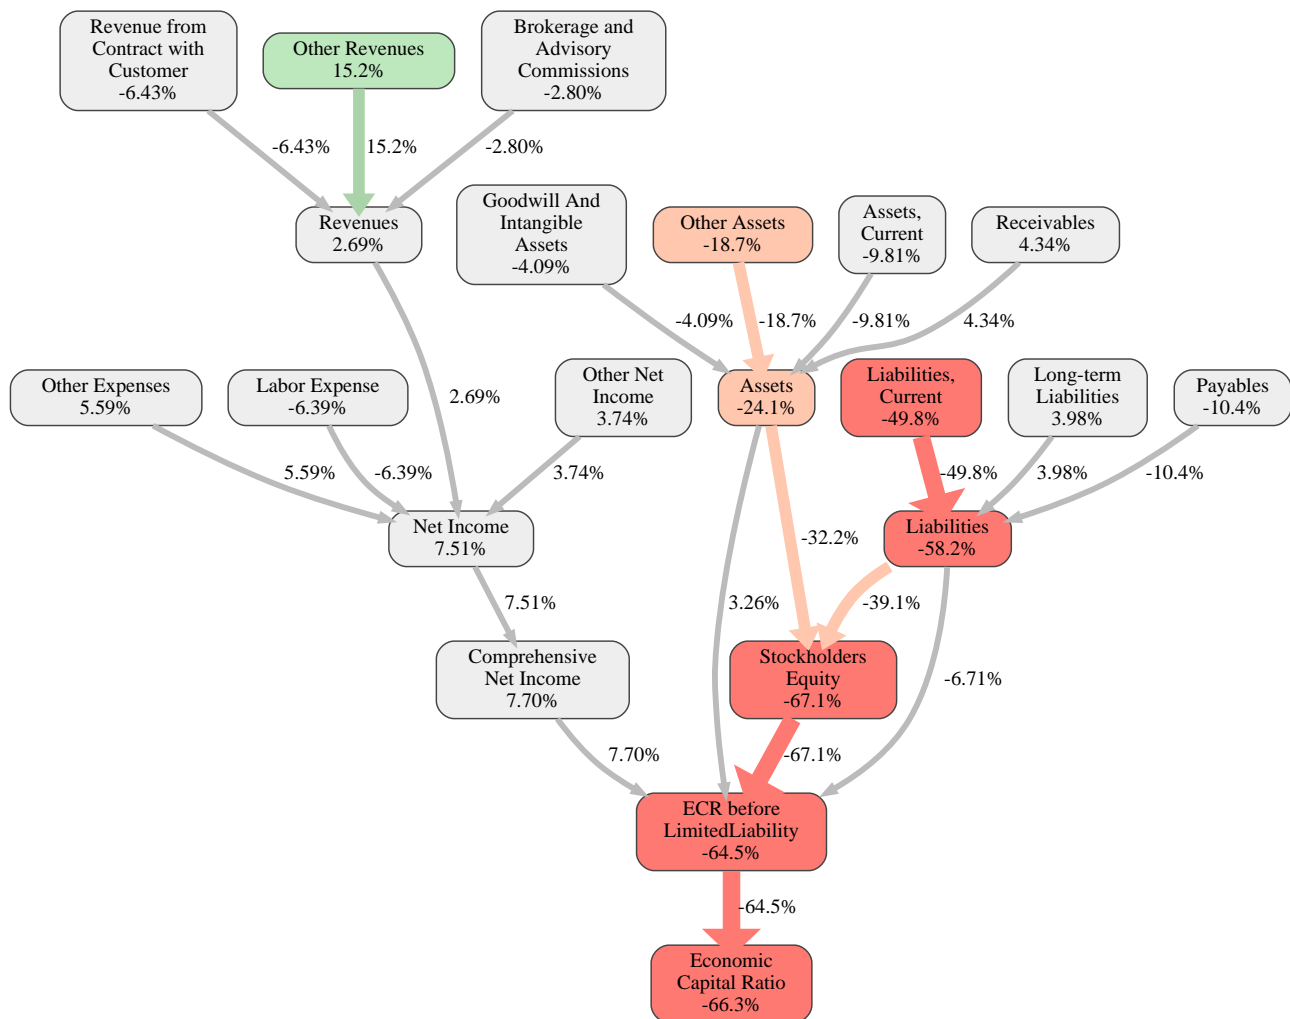 Revenue from
Contract with
Customer
-6.43%
Other Revenues
15.2%
Brokerage and
Advisory
Commissions
-2.80%
-6.43%
15.2%
-2.80%
Revenues
2.69%
Goodwill And
Intangible
Assets
-4.09%
Other Assets
-18.7%
Assets,
Current
-9.81%
Receivables
4.34%
-4.09%
-18.7%
-9.81%
4.34%
Other Expenses
5.59%
Labor Expense
-6.39%
2.69%
Other Net
Income
3.74%
Assets
-24.1%
Liabilities,
Current
-49.8%
Long-term
Liabilities
3.98%
Payables
-10.4%
5.59%
-6.39%
3.74%
-49.8%
3.98%
-10.4%
Net Income
7.51%
-32.2%
Liabilities
-58.2%
7.51%
3.26%
-39.1%
Comprehensive
Net Income
7.70%
Stockholders
Equity
-67.1%
-6.71%
7.70%
-67.1%
ECR before
LimitedLiability
-64.5%
-64.5%
Economic
Capital Ratio
-66.3%